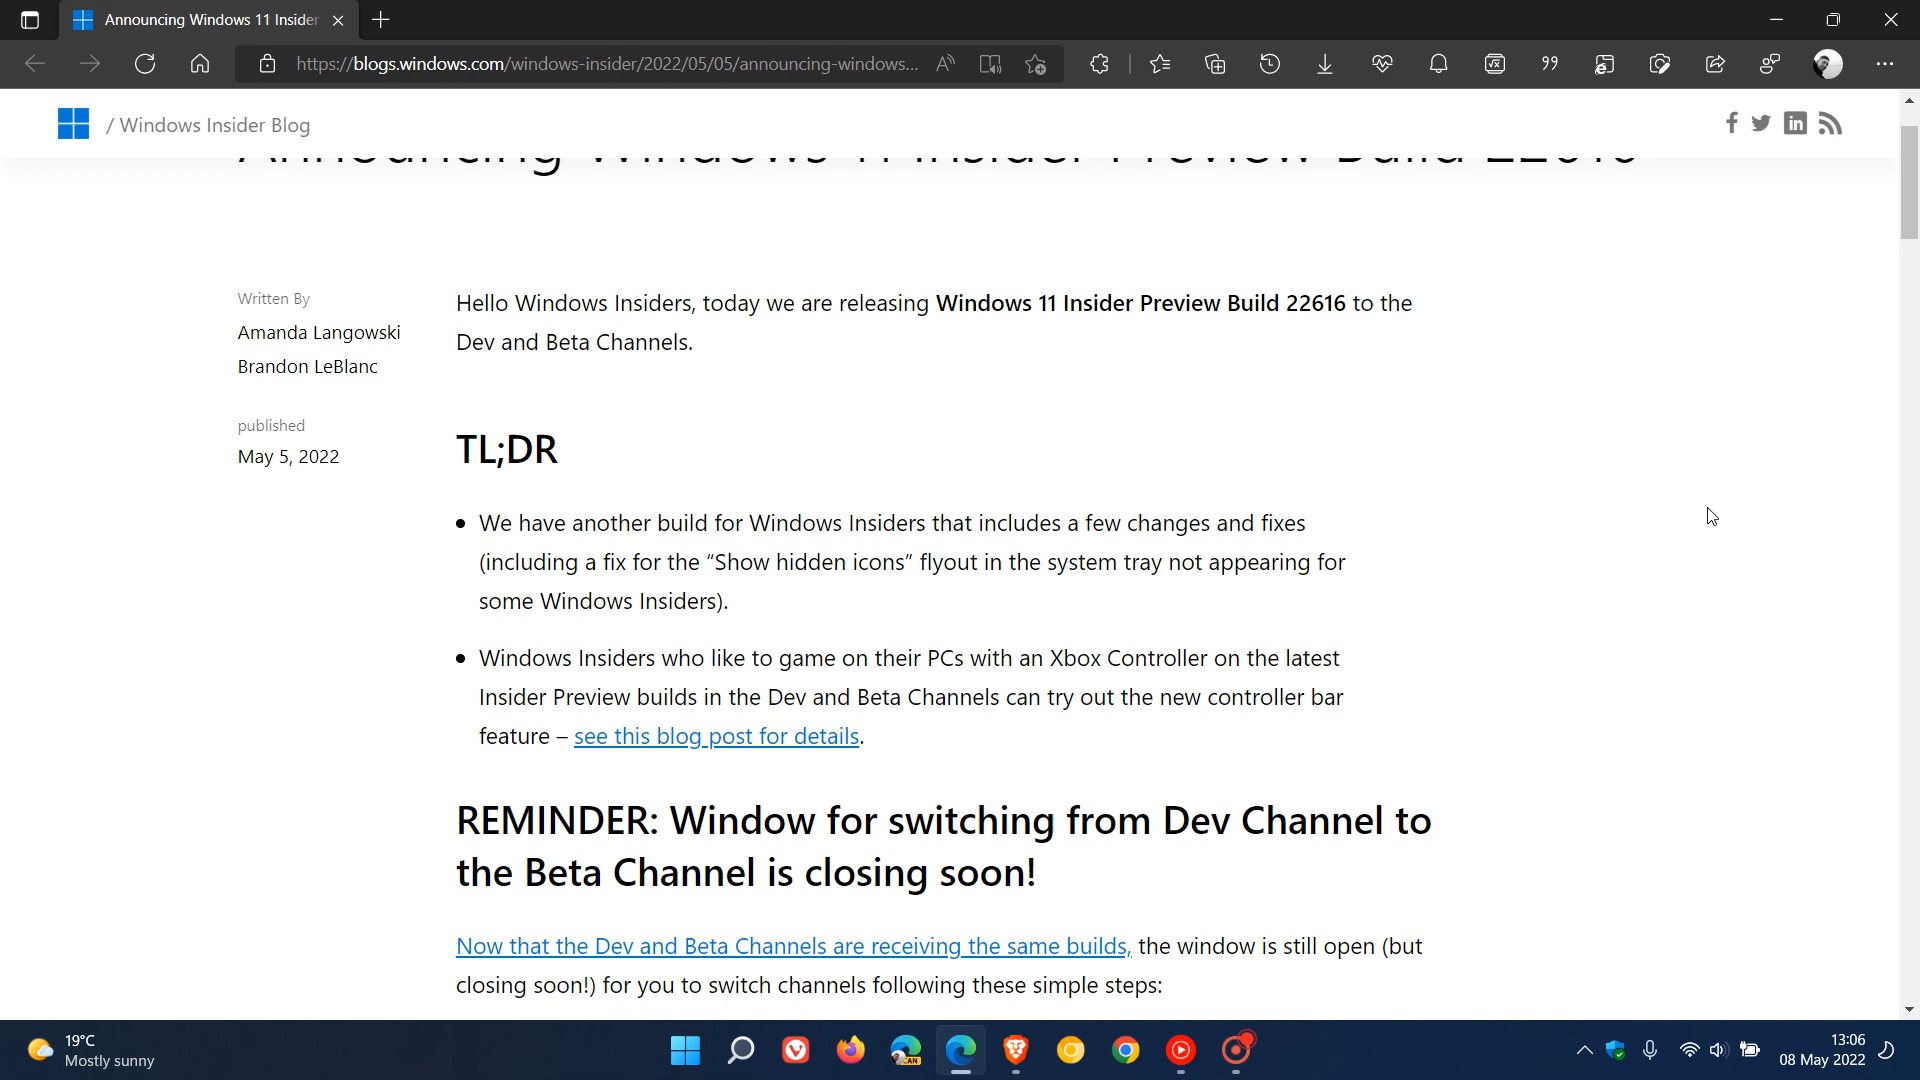 Announcing Windows 11 Insider
https://blogs.windows.com/windows-insider/2022/05/05/announcing-windows...
/ Windows Insider Blog
Announcing Windows 11 Insider Preview Build 22616
Written By
Amanda Langowski
Brandon LeBlanc
published
May 5, 2022
Hello Windows Insiders, today we are releasing Windows 11 Insider Preview Build 22616 to the
Dev and Beta Channels.
TL;DR
• We have another build for Windows Insiders that includes a few changes and fixes
(including a fix for the “Show hidden icons” flyout in the system tray not appearing for
some Windows Insiders).
• Windows Insiders who like to game on their PCs with an Xbox Controller on the latest
Insider Preview builds in the Dev and Beta Channels can try out the new controller bar
feature – see this blog post for details.
REMINDER: Window for switching from Dev Channel to
the Beta Channel is closing soon!
Now that the Dev and Beta Channels are receiving the same builds, the window is still open (but
closing soon!) for you to switch channels following these simple steps:
19°C
Mostly sunny
CAN
13:06
08 May 2022